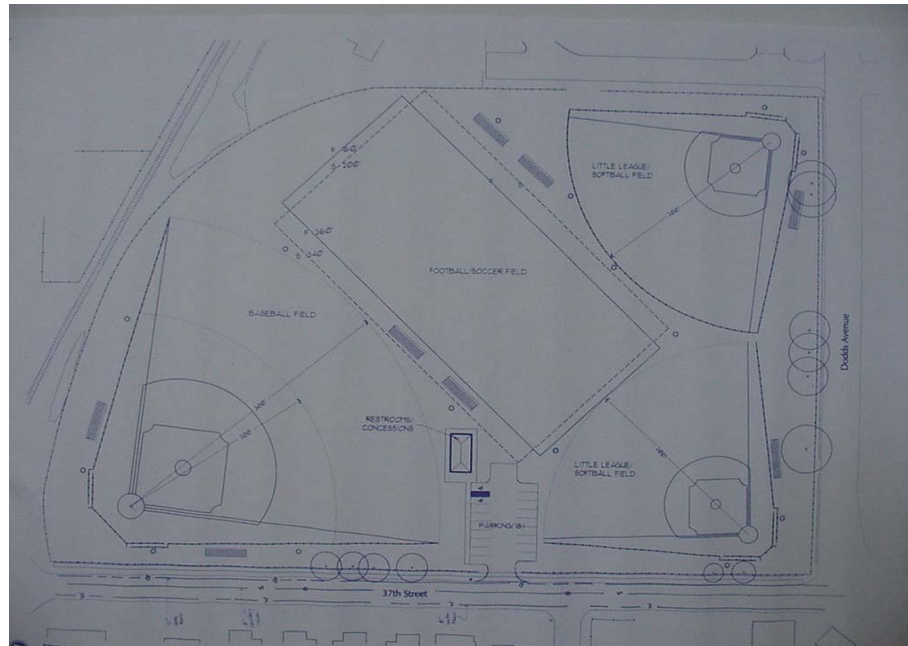 LITTLE LEAGUE/
SOFTBALL FIELD
FOOTBALL/SOCCER FIELD
BASEBALL FIELD
RESTROOMS/
CONCESSIONS
LITTLE LEAGUE/
SOFTBALL FIELD
Dodds Avenue
37th Street